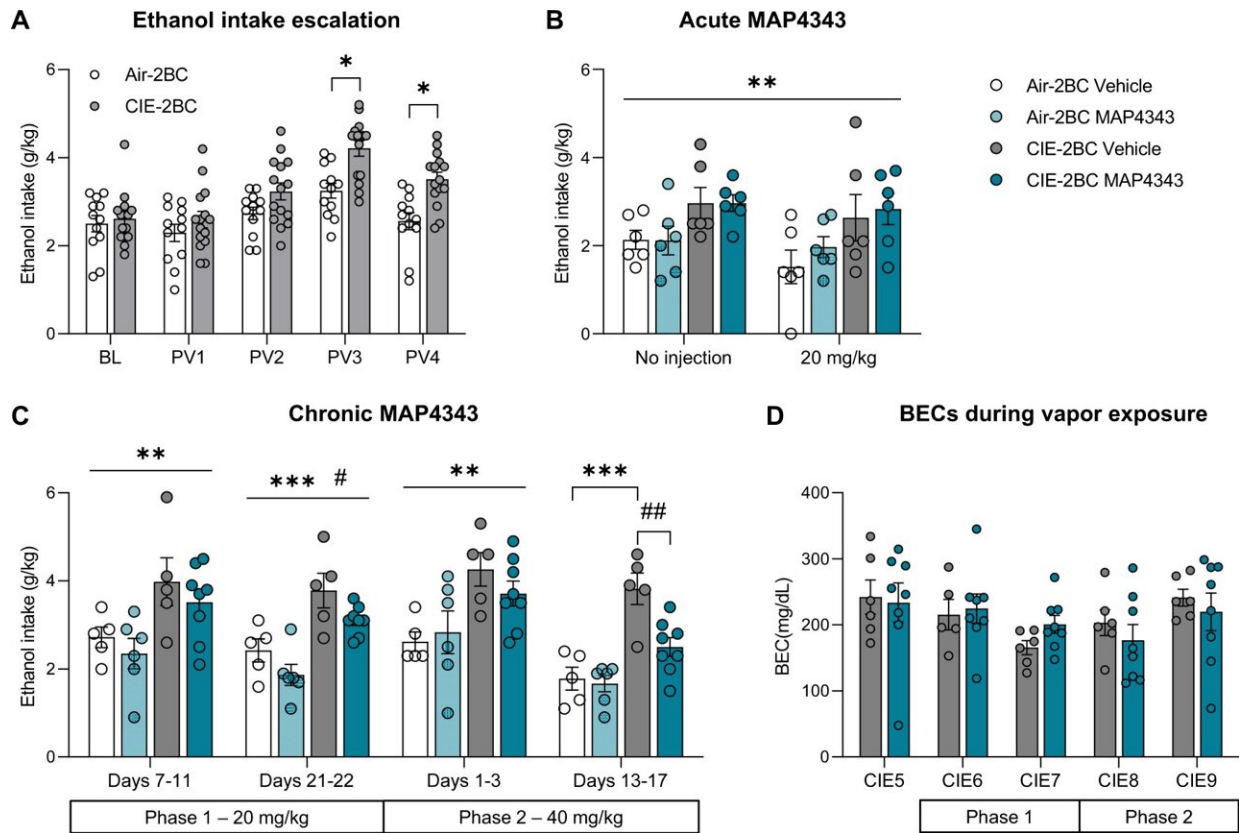 A
Ethanol intake escalation
Ethanol intake (g/kg)
6
4
2
0
Air-2BC
CIE-2BC
*
*
BL
PV1
PV2
PV3
PV4
B
Acute MAP4343
Ethanol intake (g/kg)
6
4
2
0
**
No injection
20 mg/kg
Air-2BC Vehicle
Air-2BC MAP4343
CIE-2BC Vehicle
CIE-2BC MAP4343
C
Chronic MAP4343
Ethanol intake (g/kg)
6
4
2
0
**
*** #
**
***
##
Days 7-11
Days 21-22
Days 1-3
Days 13-17
Phase 1 – 20 mg/kg
Phase 2 – 40 mg/kg
D
BECs during vapor exposure
BEC(mg/dL)
400
300
200
100
0
CIE5
CIE6
CIE7
CIE8
CIE9
Phase 1
Phase 2